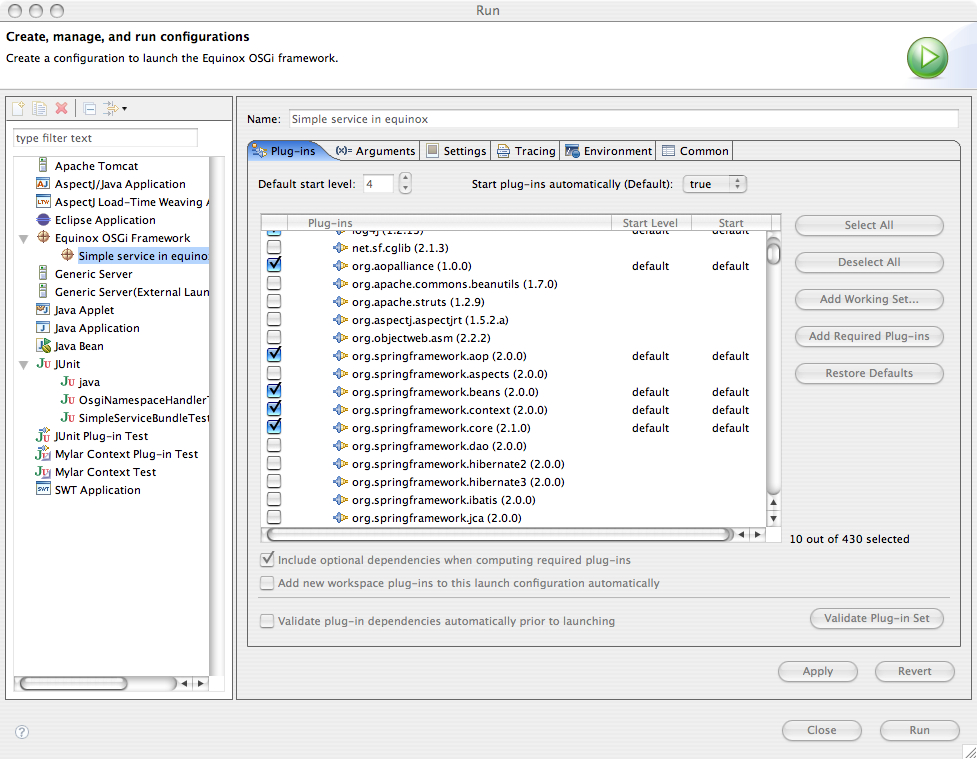 Run
Create, manage, and run configurations
Create a configuration to launch the Equinox OSGi framework.
type filter text
Apache Tomcat
AspectJ/Java Application
AspectJ Load-Time Weaving A
Eclipse Application
Equinox OSGi Framework
Simple service in equino
Generic Server
Generic Server(External Laun
Java Applet
Java Application
Java Bean
JUnit
java
OsgiNamespaceHandlerT
SimpleServiceBundleTest
JUnit Plug-in Test
Mylar Context Plug-in Test
Mylar Context Test
SWT Application
Name: Simple service in equinox
Plug-ins (x)= Arguments Settings Tracing Environment Common
Default start level: 4 Start plug-ins automatically (Default): true
Plug-ins Start Level Start
log4j (1.2.13) default default
net.sf.cglib (2.1.3)
org.aopalliance (1.0.0) default default
org.apache.commons.beanutils (1.7.0)
org.apache.struts (1.2.9)
org.aspectj.aspectjrt (1.5.2.a)
org.objectweb.asm (2.2.2)
org.springframework.aop (2.0.0) default default
org.springframework.aspects (2.0.0)
org.springframework.beans (2.0.0) default default
org.springframework.context (2.0.0) default default
org.springframework.core (2.1.0) default default
org.springframework.dao (2.0.0)
org.springframework.hibernate2 (2.0.0)
org.springframework.hibernate3 (2.0.0)
org.springframework.ibatis (2.0.0)
org.springframework.jca (2.0.0)
Select All
Deselect All
Add Working Set...
Add Required Plug-ins
Restore Defaults
10 out of 430 selected
Include optional dependencies when computing required plug-ins
Add new workspace plug-ins to this launch configuration automatically
Validate plug-in dependencies automatically prior to launching
Validate Plug-in Set
Apply Revert
? Close Run